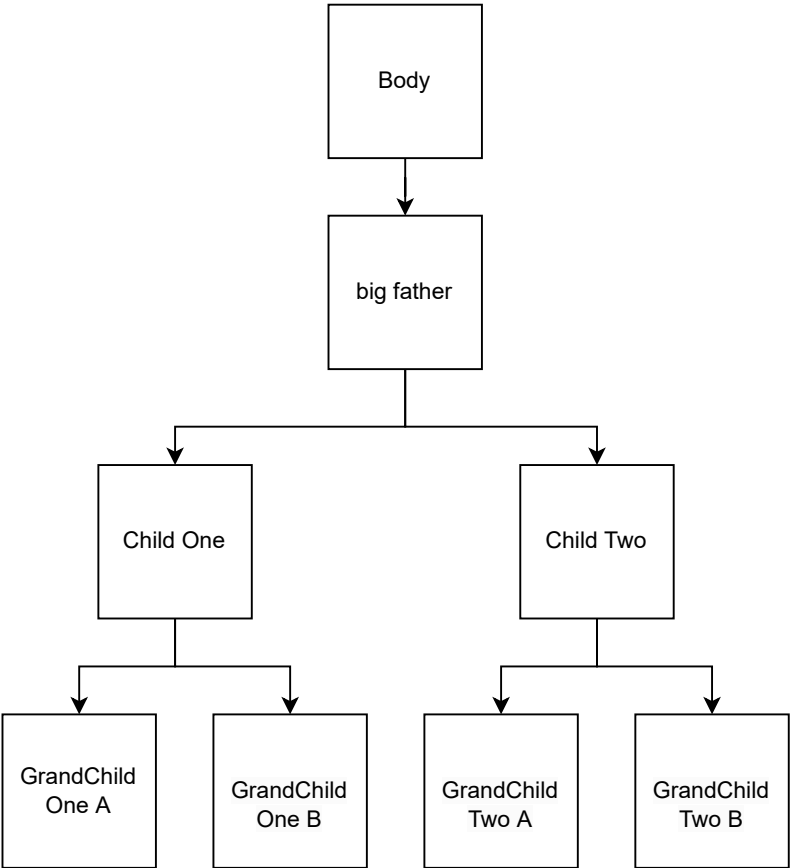 Body
big father
Child One
Child Two
GrandChild
One A
GrandChild
One B
GrandChild
Two A
GrandChild
Two B